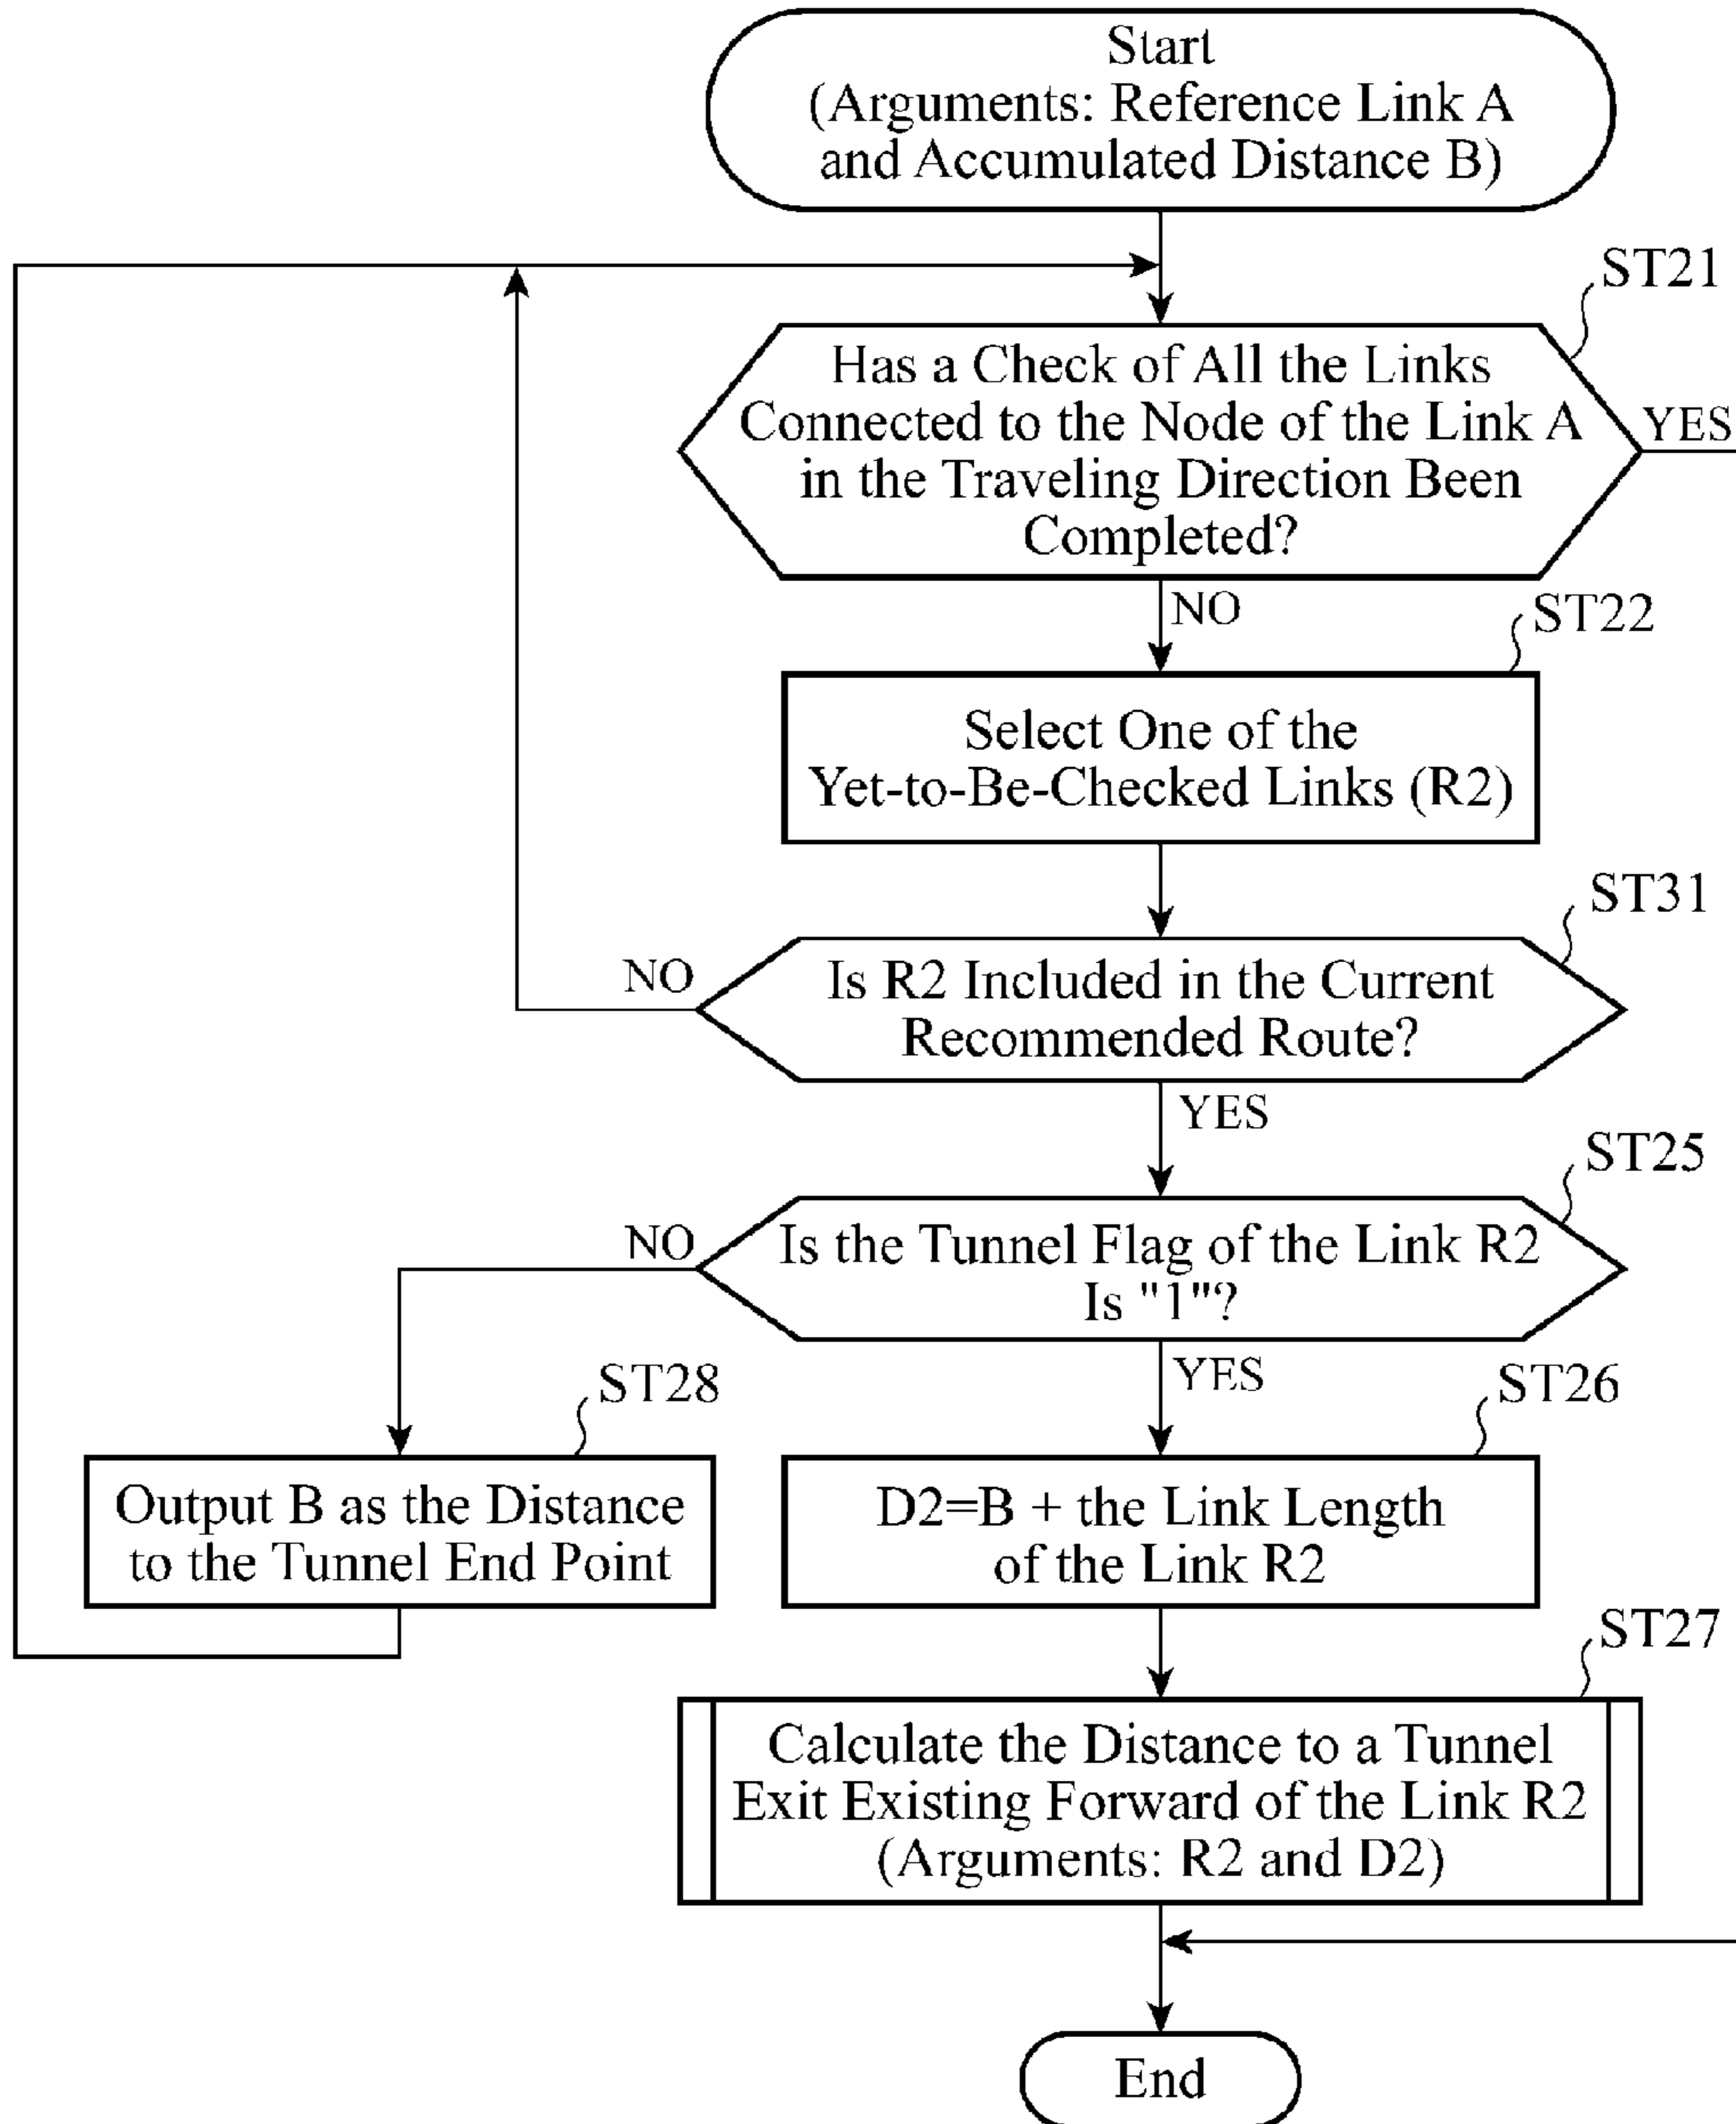 Start
(Arguments: Reference Link A
and Accumulated Distance B)
ST21
Has a Check of All the Links
Connected to the Node of the Link A
in the Traveling Direction Been
Completed?
YES
NO
ST22
Select One of the
Yet-to-Be-Checked Links (R2)
ST31
NO
Is R2 Included in the Current
Recommended Route?
YES
ST25
NO
Is the Tunnel Flag of the Link R2
Is "1"?
YES
ST28
ST26
Output B as the Distance
to the Tunnel End Point
D2=B + the Link Length
of the Link R2
ST27
Calculate the Distance to a Tunnel
Exit Existing Forward of the Link R2
(Arguments: R2 and D2)
End